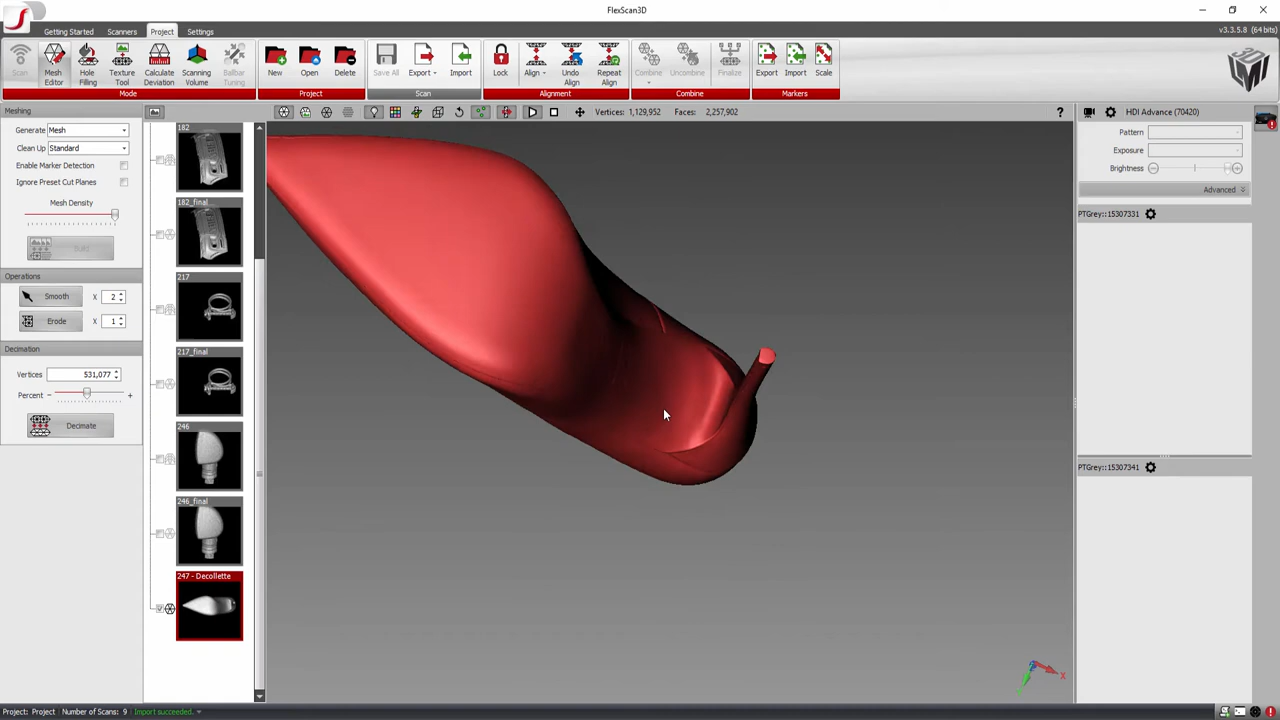 FlexScan3D
Getting Started
Scanners
Project
Settings
v3.3.5.8 (64 bits)
Scan
Mesh Editor
Hole Filling
Texture Tool
Calculate Deviation
Scanning Volume
Ballbar Tuning
New
Open
Delete
Save All
Export
Import
Lock
Align
Undo Align
Repeat Align
Combine
Uncombine
Finalize
Export
Import
Scale
Mode
Project
Scan
Alignment
Combine
Markers
Meshing
Vertices: 1,129,952
Faces: 2,257,902
?
HDI Advance (70420)
Generate Mesh
Clean Up Standard
Enable Marker Detection
Ignore Preset Cut Planes
Mesh Density
Build
Operations
Smooth X 2
Erode X 1
Decimation
Vertices 531,077
Percent - +
Decimate
182
182_final
217
217_final
246
246_final
247 - Decollette
Pattern
Exposure
Brightness
Advanced
PTGrey::15307331
PTGrey::15307341
X
Project: Project
Number of Scans: 9
Import succeeded.